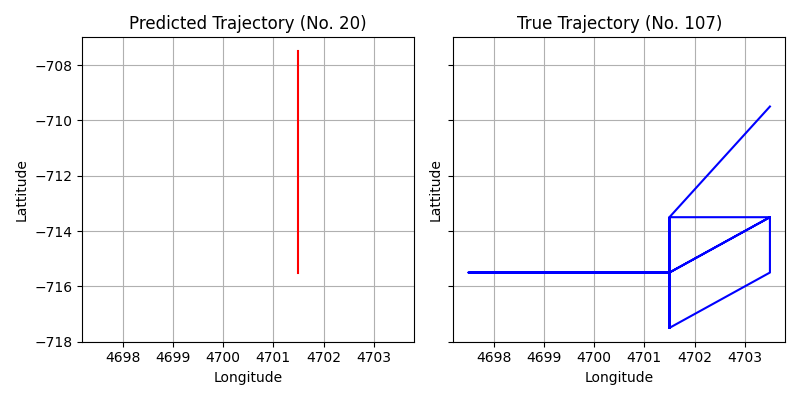 Predicted Trajectory (No. 20)
True Trajectory (No. 107)
−708
−710
−712
−714
−716
−718
Lattitude
Lattitude
4698 4699 4700 4701 4702 4703
4698 4699 4700 4701 4702 4703
Longitude
Longitude